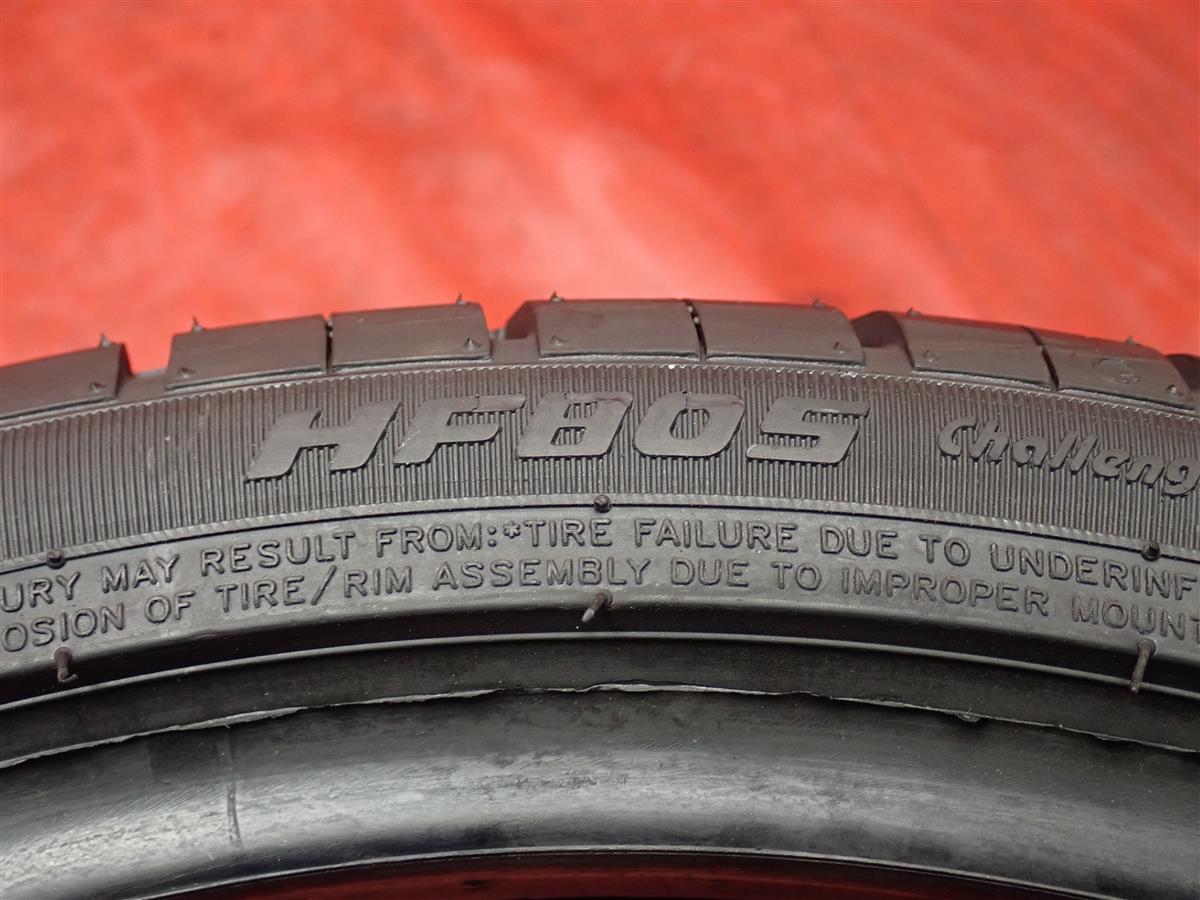 HF805 Challeng
URY MAY RESULT FROM:*TIRE FAILURE DUE TO UNDERINF
OSION OF TIRE/RIM ASSEMBLY DUE TO IMPROPER MOUNT